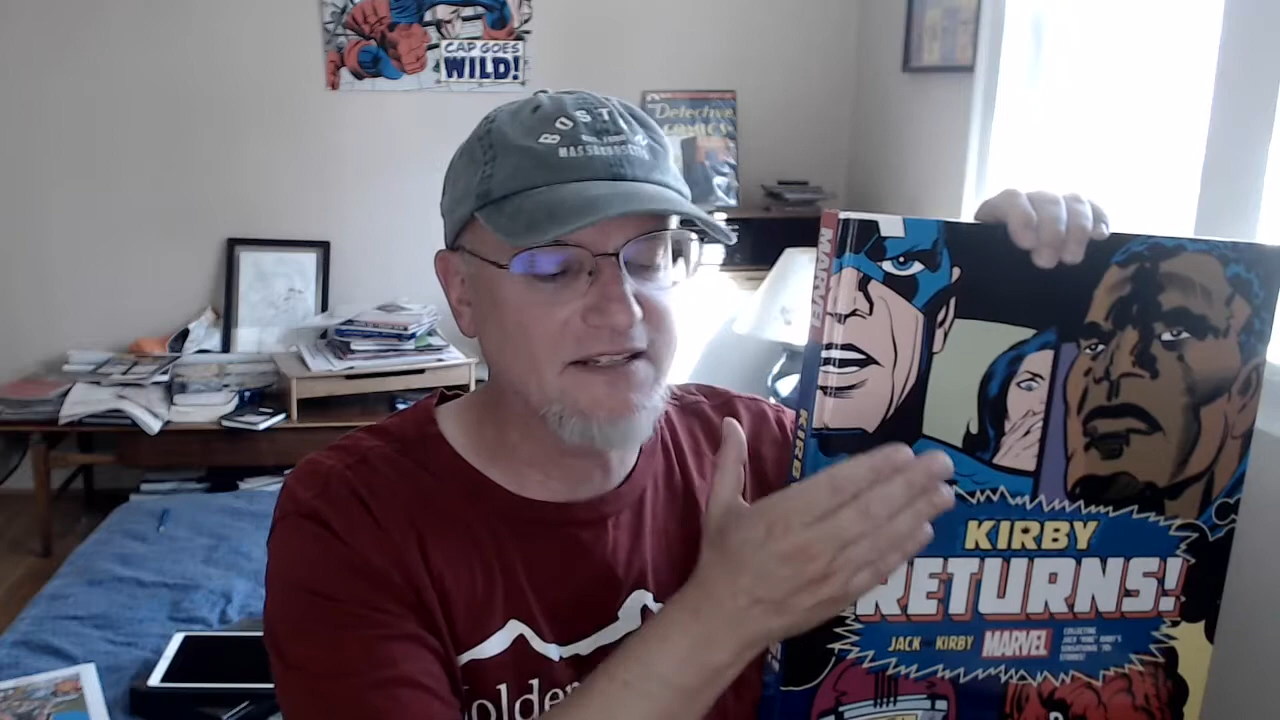 CAP GOES
WILD!
Detective
COMICS
BOSTON
MASSACHUSETTS
MARVEL
KIRBY
RETURNS!
JACK KIRBY MARVEL
COLLECTING
JACK "KING" KIRBY'S
SENSATIONAL '70s
STORIES!